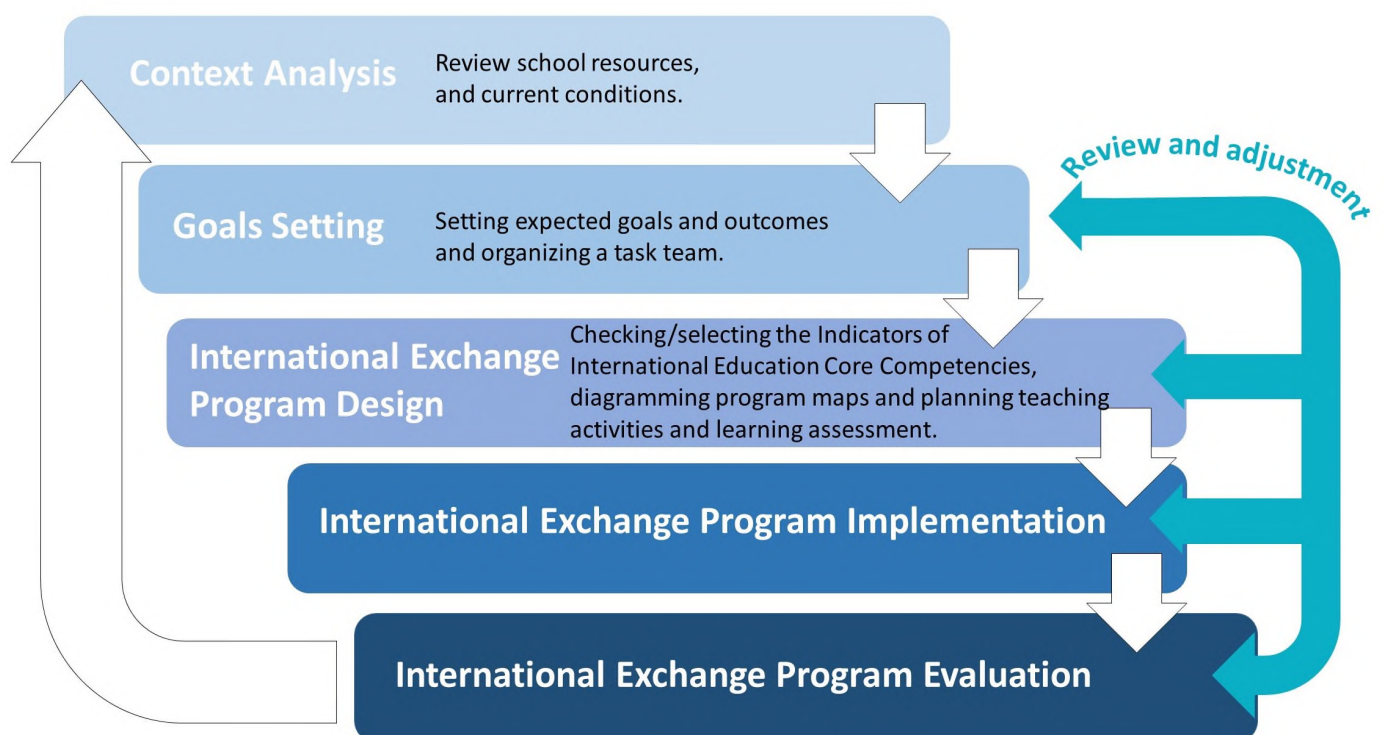 Context Analysis
Review school resources,
and current conditions.
Review and adjustment
Goals Setting
Setting expected goals and outcomes
and organizing a task team.
International Exchange
Program Design
Checking/selecting the Indicators of
International Education Core Competencies,
diagramming program maps and planning teaching
activities and learning assessment.
International Exchange Program Implementation
International Exchange Program Evaluation